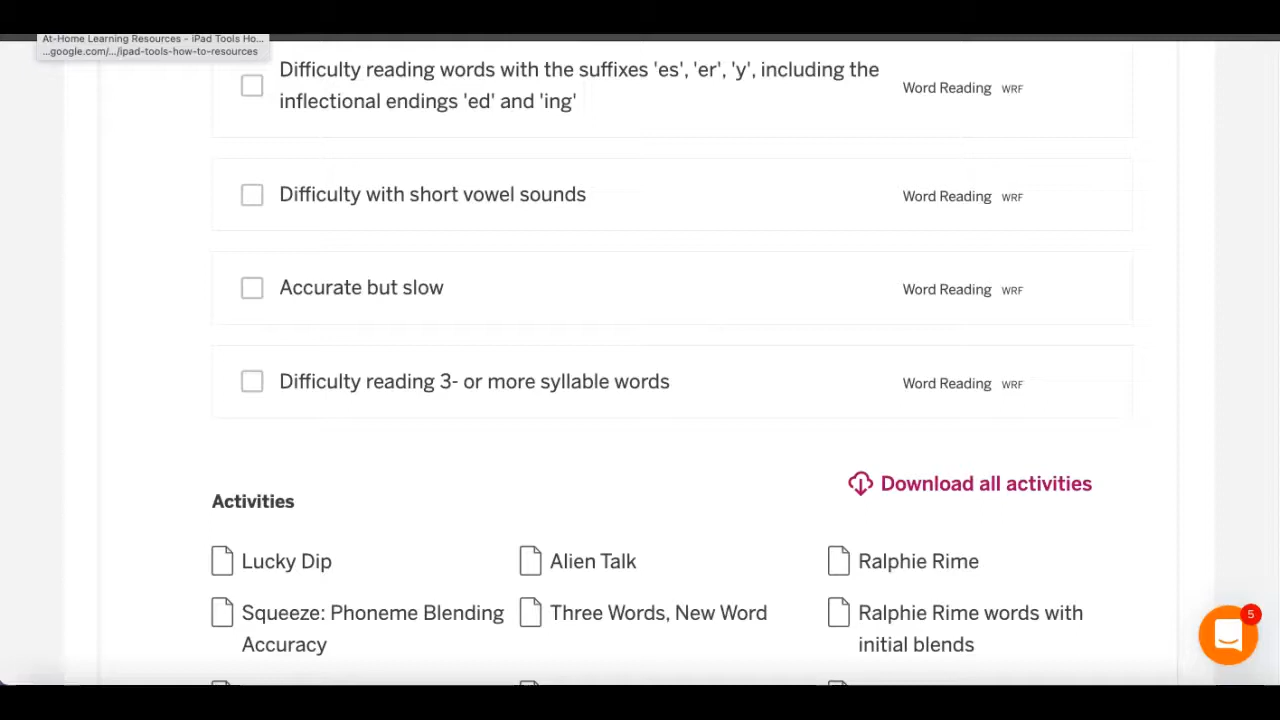 At-Home Learning Resources - iPad Tools Ho...
...google.com/.../ipad-tools-how-to-resources
Difficulty reading words with the suffixes 'es', 'er', 'y', including the
inflectional endings 'ed' and 'ing'
Word Reading WRF
Difficulty with short vowel sounds
Word Reading WRF
Accurate but slow
Word Reading WRF
Difficulty reading 3- or more syllable words
Word Reading WRF
Download all activities
Activities
Lucky Dip
Alien Talk
Ralphie Rime
Squeeze: Phoneme Blending
Accuracy
Three Words, New Word
Ralphie Rime words with
initial blends
5